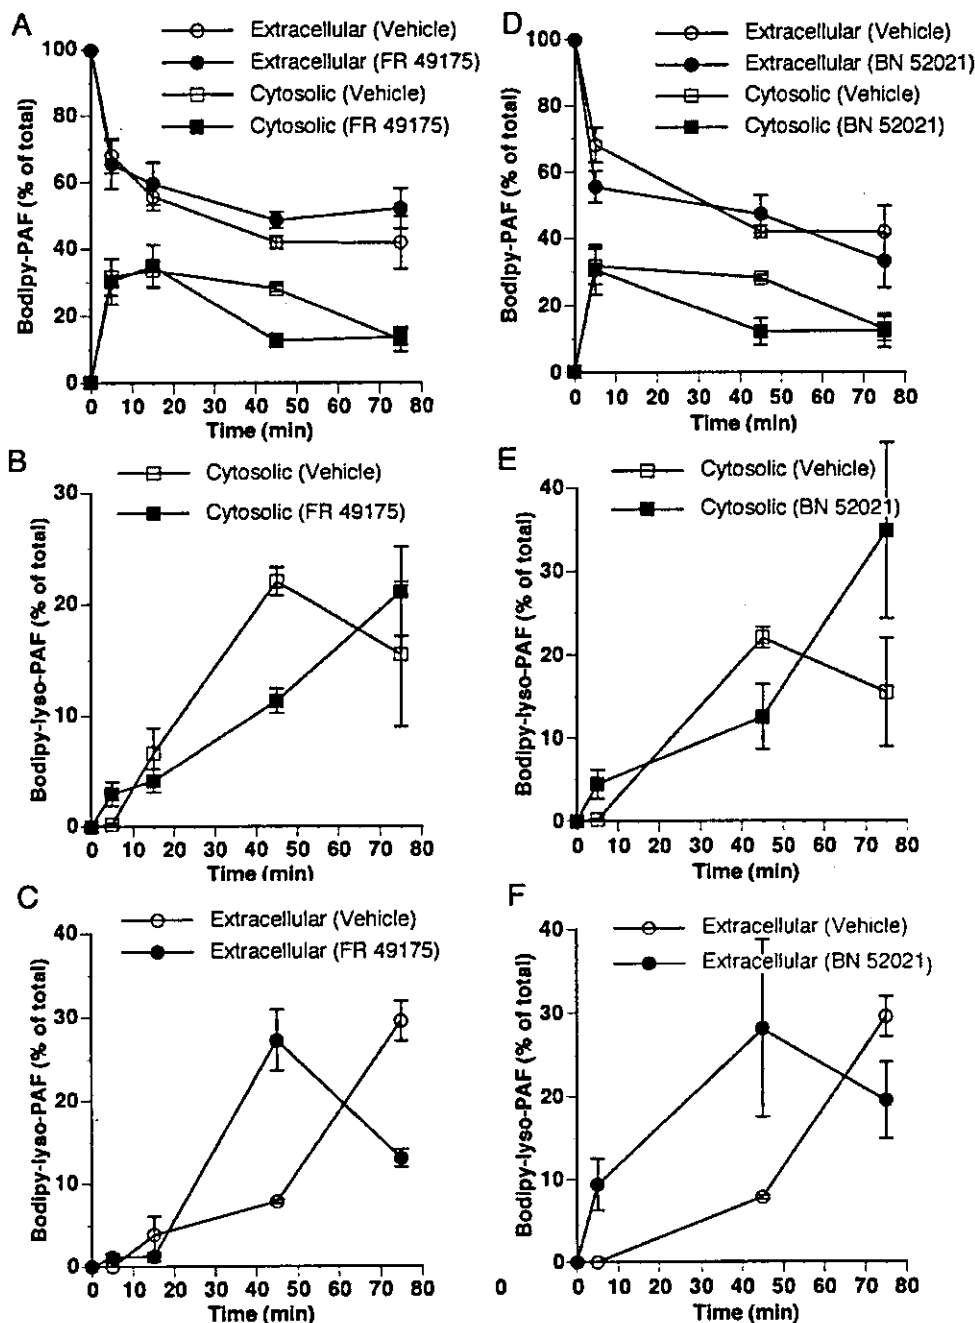 A
Extracellular (Vehicle)
Extracellular (FR 49175)
Cytosolic (Vehicle)
Cytosolic (FR 49175)
Bodipy-PAF (% of total)
100
80
60
40
20
0
0 10 20 30 40 50 60 70 80
Time (min)
D
Extracellular (Vehicle)
Extracellular (BN 52021)
Cytosolic (Vehicle)
Cytosolic (BN 52021)
Bodipy-PAF (% of total)
100
80
60
40
20
0
0 10 20 30 40 50 60 70 80
Time (min)
B
Cytosolic (Vehicle)
Cytosolic (FR 49175)
Bodipy-lyso-PAF (% of total)
30
20
10
0
0 10 20 30 40 50 60 70 80
Time (min)
E
Cytosolic (Vehicle)
Cytosolic (BN 52021)
Bodipy-lyso-PAF (% of total)
40
30
20
10
0
0 10 20 30 40 50 60 70 80
Time (min)
C
Extracellular (Vehicle)
Extracellular (FR 49175)
Bodipy-lyso-PAF (% of total)
40
30
20
10
0
0 10 20 30 40 50 60 70 80
Time (min)
F
Extracellular (Vehicle)
Extracellular (BN 52021)
Bodipy-lyso-PAF (% of total)
40
30
20
10
0
0
0 10 20 30 40 50 60 70 80
Time (min)